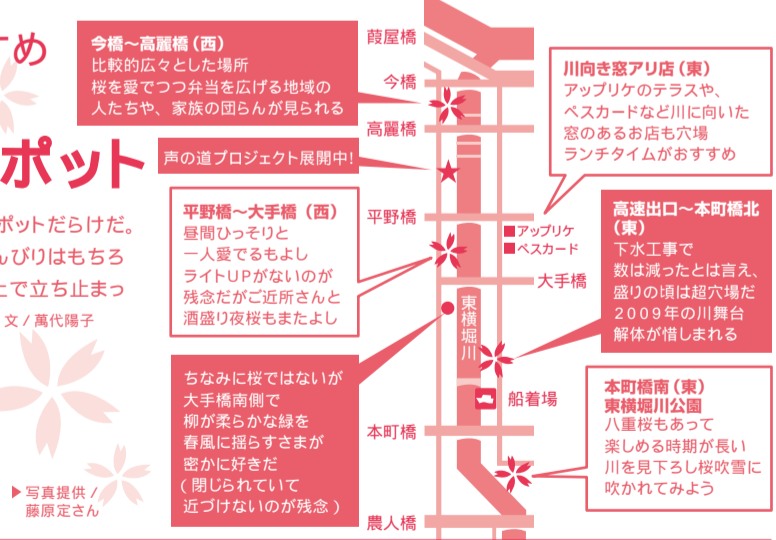 すめ
ポット
ポットだらけだ。
んびりはもちろ
上で立ち止まっ
文 / 萬代陽子
▶写真提供 /
藤原定さん
今橋〜高麗橋（西）
比較的広々とした場所
桜を愛でつつ弁当を広げる地域の
人たちや、家族の団らんが見られる
声の道プロジェクト展開中!
平野橋〜大手橋（西）
昼間ひっそりと
一人愛でるもよし
ライトUPがないのが
残念だがご近所さんと
酒盛り夜桜もまたよし
ちなみに桜ではないが
大手橋南側で
柳が柔らかな緑を
春風に揺らすさまが
密かに好きだ
( 閉じられていて
近づけないのが残念 )
葭屋橋
今橋
高麗橋
平野橋
■アップリケ
■ペスカード
大手橋
東横堀川
船着場
本町橋
農人橋
川向き窓アリ店（東）
アップリケのテラスや、
ペスカードなど川に向いた
窓のあるお店も穴場
ランチタイムがおすすめ
高速出口〜本町橋北
（東）
下水工事で
数は減ったとは言え、
盛りの頃は超穴場だ
2009年の川舞台
解体が惜しまれる
本町橋南（東）
東横堀川公園
八重桜もあって
楽しめる時期が長い
川を見下ろし桜吹雪に
吹かれてみよう